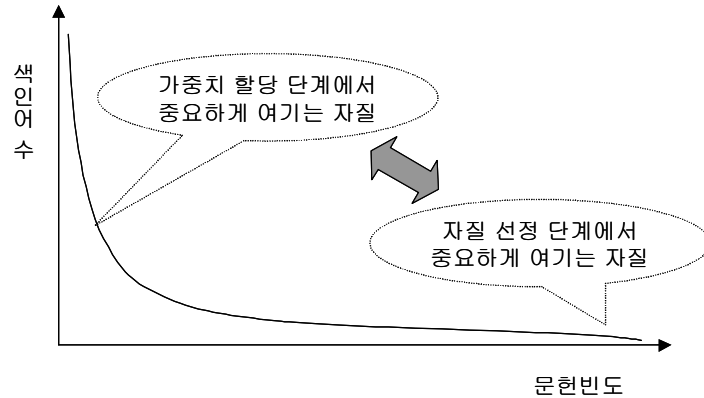 색인어 수
가중치 할당 단계에서
중요하게 여기는 자질
자질 선정 단계에서
중요하게 여기는 자질
문헌빈도